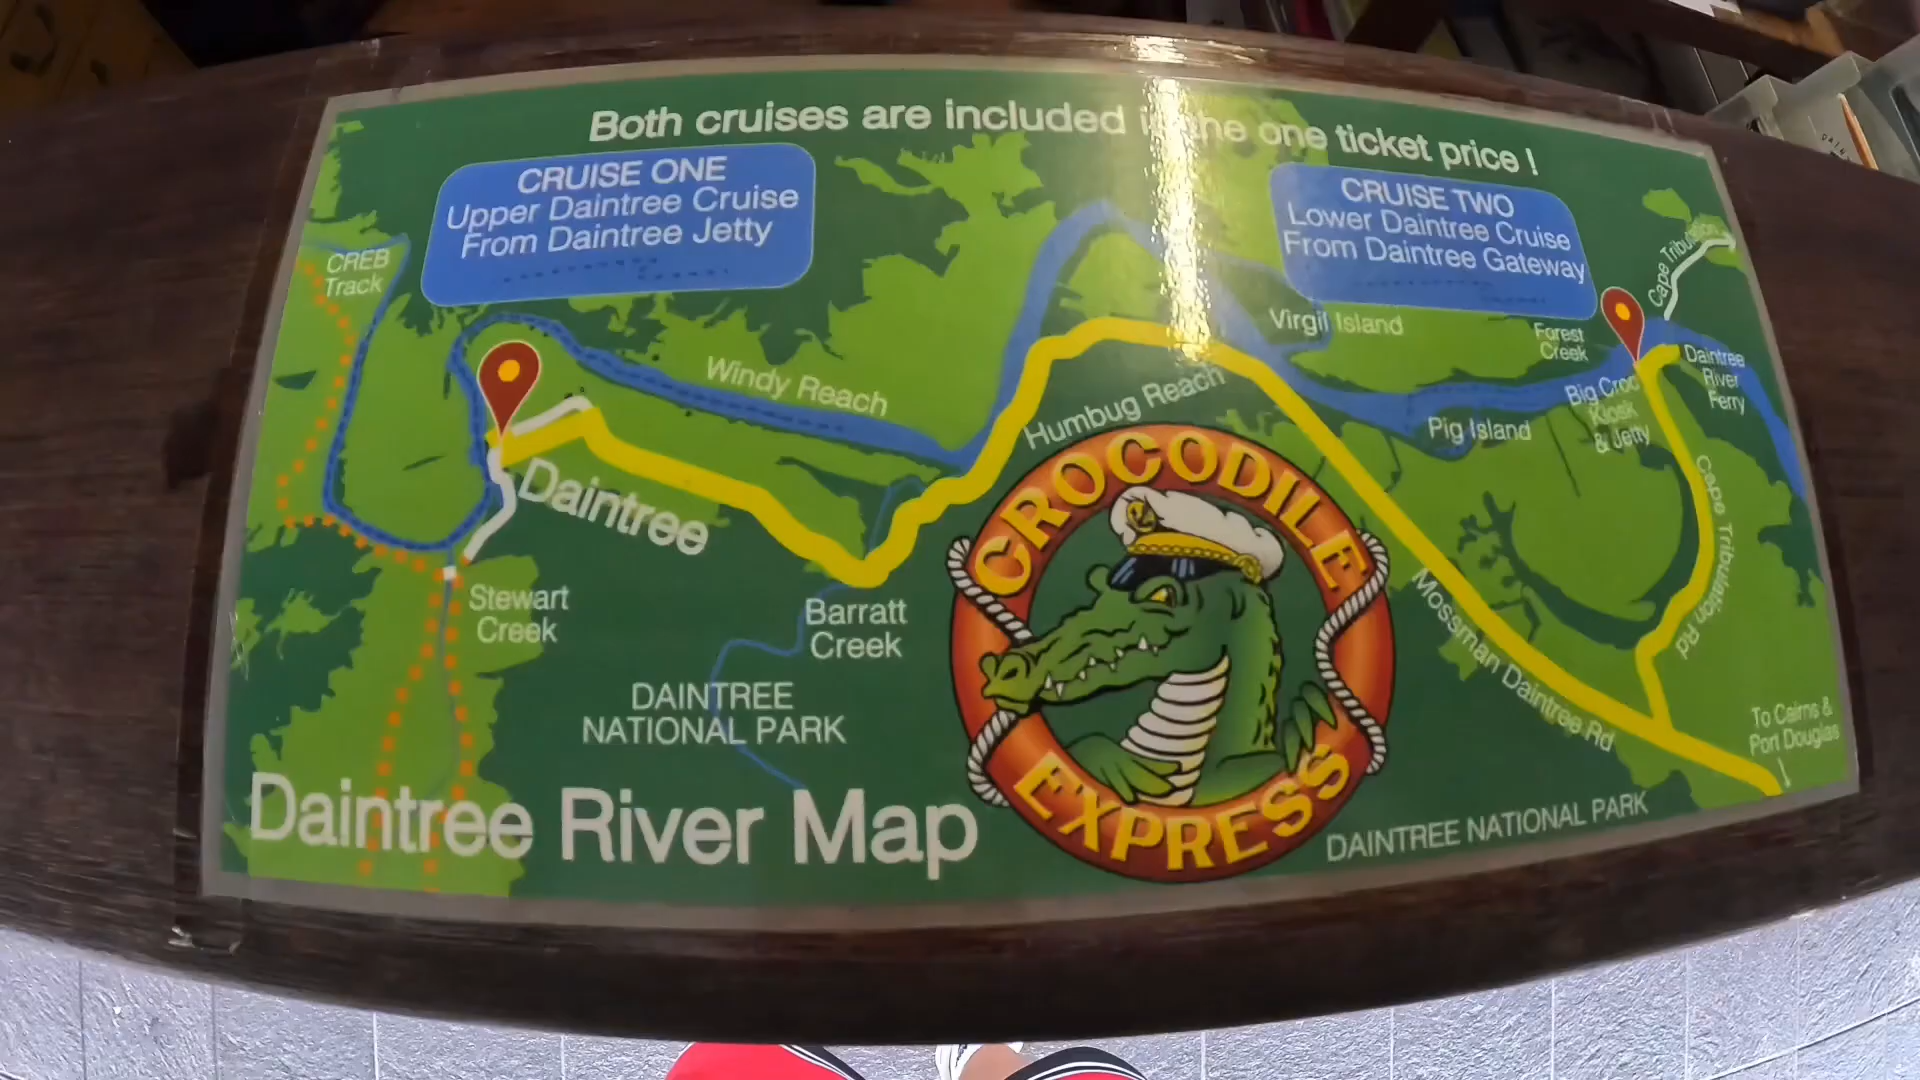 Both cruises are included the one ticket price !
CRUISE ONE
Upper Daintree Cruise
From Daintree Jetty
CRUISE TWO
Lower Daintree Cruise
From Daintree Gateway
CREB
Track
Cape Tribulation
Virgil Island
Forest
Creek
Daintree
River
Ferry
Windy Reach
Humbug Reach
Big Croc
Kiosk
& Jetty
Pig Island
Daintree
CROCODILE
EXPRESS
Cape Tribulation Rd
Stewart
Creek
Barratt
Creek
Mossman Daintree Rd
DAINTREE
NATIONAL PARK
To Cairns &
Port Douglas
Daintree River Map
DAINTREE NATIONAL PARK